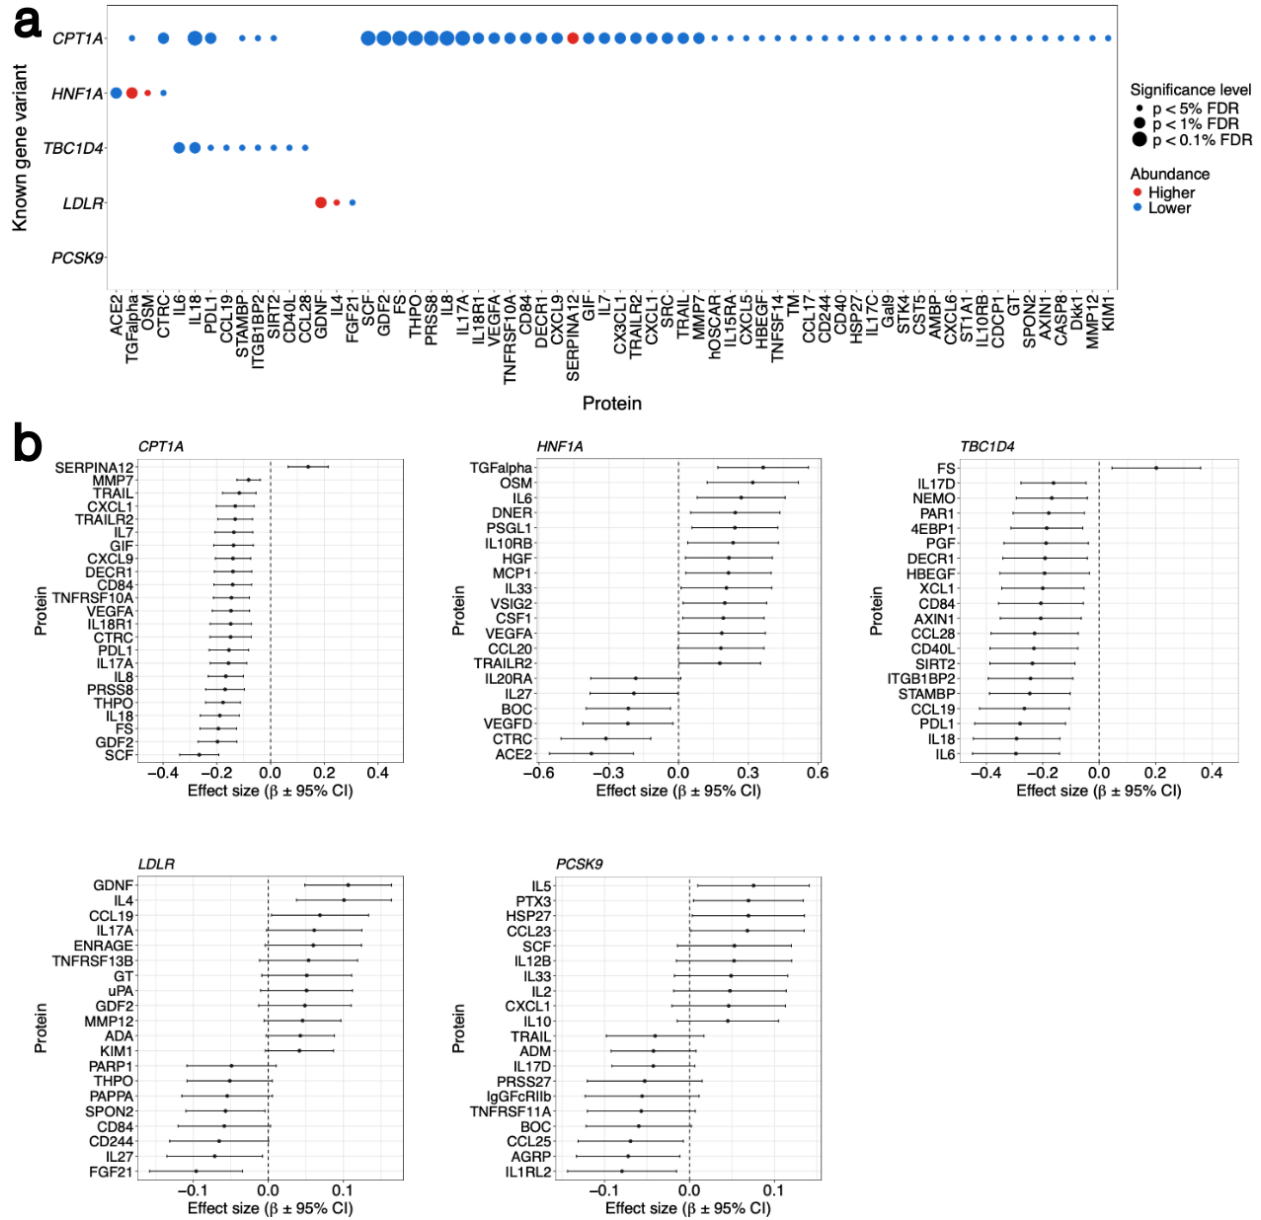 a
Known gene variant
CPT1A
HNF1A
TBC1D4
LDLR
PCSK9
Significance level
p < 5% FDR
p < 1% FDR
p < 0.1% FDR
Abundance
Higher
Lower
ACE2
TGFalpha
OSM
CTRC
IL6
IL18
PDL1
CCL19
STAMBP
ITGB1BP2
SIRT2
CD40L
CCL28
GDNF
IL4
FGF21
SCF
GDF2
FS
THPO
PRSS8
IL8
IL17A
IL18R1
VEGFA
TNFRSF10A
CD84
DECR1
CXCL9
SERPINA12
GIF
IL7
CX3CL1
TRAILR2
CXCL1
SRC
TRAIL
MMP7
hOSCAR
IL15RA
CXCL5
HBEGF
TNFSF14
TM
CCL17
CD244
CD40
HSP27
IL17C
Gal9
STK4
CST5
AMBP
CXCL6
ST1A1
IL10RB
CDCP1
GT
SPON2
AXIN1
CASP8
Dkk1
MMP12
KIM1
Protein
b
CPT1A
Protein
SERPINA12
MMP7
TRAIL
CXCL1
TRAILR2
IL7
GIF
CXCL9
DECR1
CD84
TNFRSF10A
VEGFA
IL18R1
CTRC
PDL1
IL17A
IL8
PRSS8
THPO
IL18
FS
GDF2
SCF
−0.4 −0.2 0.0 0.2 0.4
Effect size (β ± 95% CI)
HNF1A
Protein
TGFalpha
OSM
IL6
DNER
PSGL1
IL10RB
HGF
MCP1
IL33
VSIG2
CSF1
VEGFA
CCL20
TRAILR2
IL20RA
IL27
BOC
VEGFD
CTRC
ACE2
−0.6 −0.3 0.0 0.3 0.6
Effect size (β ± 95% CI)
TBC1D4
Protein
FS
IL17D
NEMO
PAR1
4EBP1
PGF
DECR1
HBEGF
XCL1
CD84
AXIN1
CCL28
CD40L
SIRT2
ITGB1BP2
STAMBP
CCL19
PDL1
IL18
IL6
−0.4 −0.2 0.0 0.2 0.4
Effect size (β ± 95% CI)
LDLR
Protein
GDNF
IL4
CCL19
IL17A
ENRAGE
TNFRSF13B
GT
uPA
GDF2
MMP12
ADA
KIM1
PARP1
THPO
PAPPA
SPON2
CD84
CD244
IL27
FGF21
−0.1 0.0 0.1
Effect size (β ± 95% CI)
PCSK9
Protein
IL5
PTX3
HSP27
CCL23
SCF
IL12B
IL33
IL2
CXCL1
IL10
TRAIL
ADM
IL17D
PRSS27
IgGFcRIIb
TNFRSF11A
BOC
CCL25
AGRP
IL1RL2
−0.1 0.0 0.1
Effect size (β ± 95% CI)